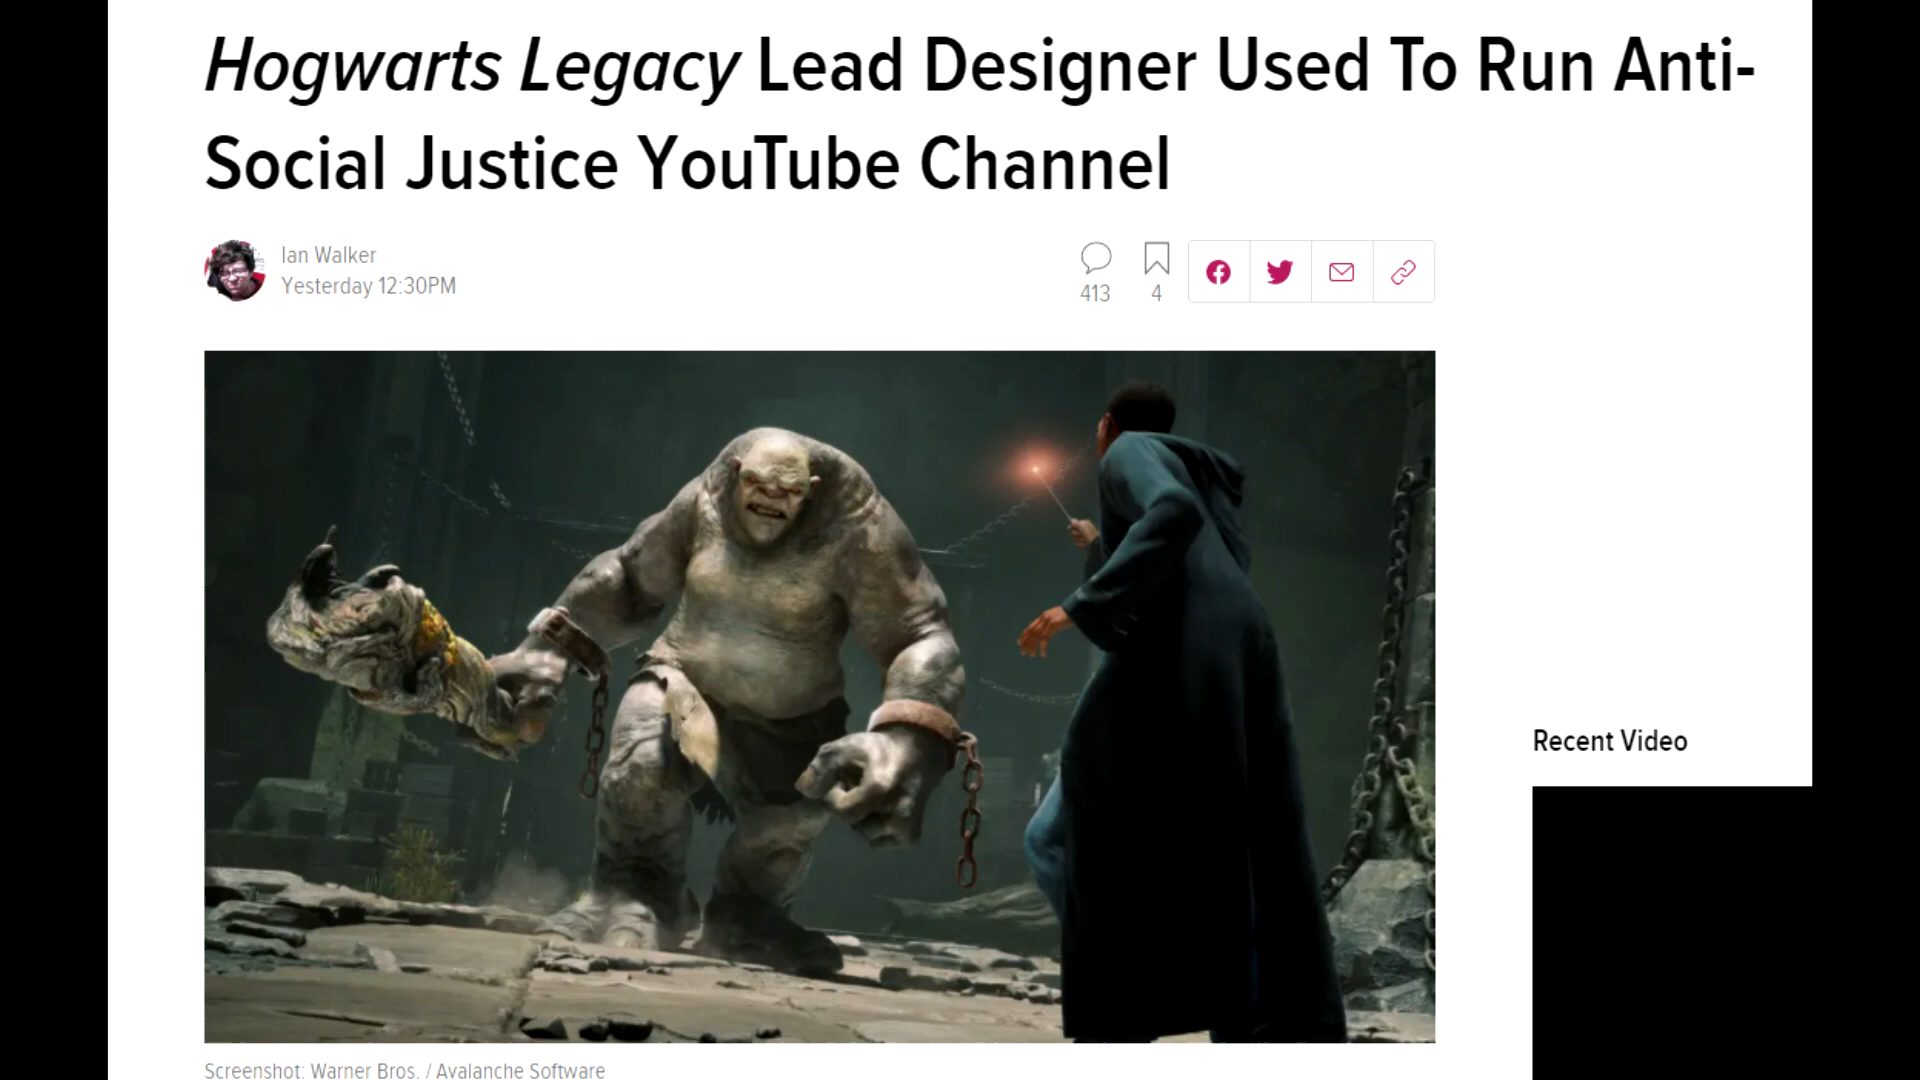 Hogwarts Legacy Lead Designer Used To Run Anti-
Social Justice YouTube Channel
Ian Walker
Yesterday 12:30PM
413
4
Recent Video
Screenshot: Warner Bros. / Avalanche Software